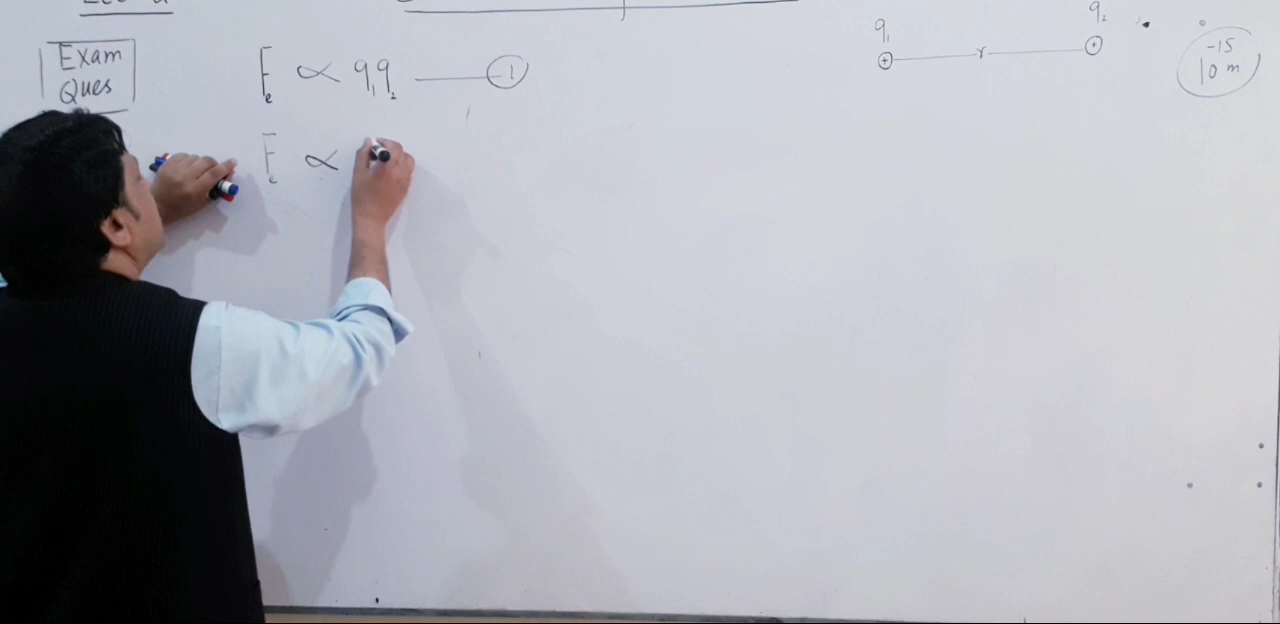 Exam
Ques
Fe ∝ q₁q₂ — 1
Fe ∝
q₁ r q₂
+ +
-15
10 m